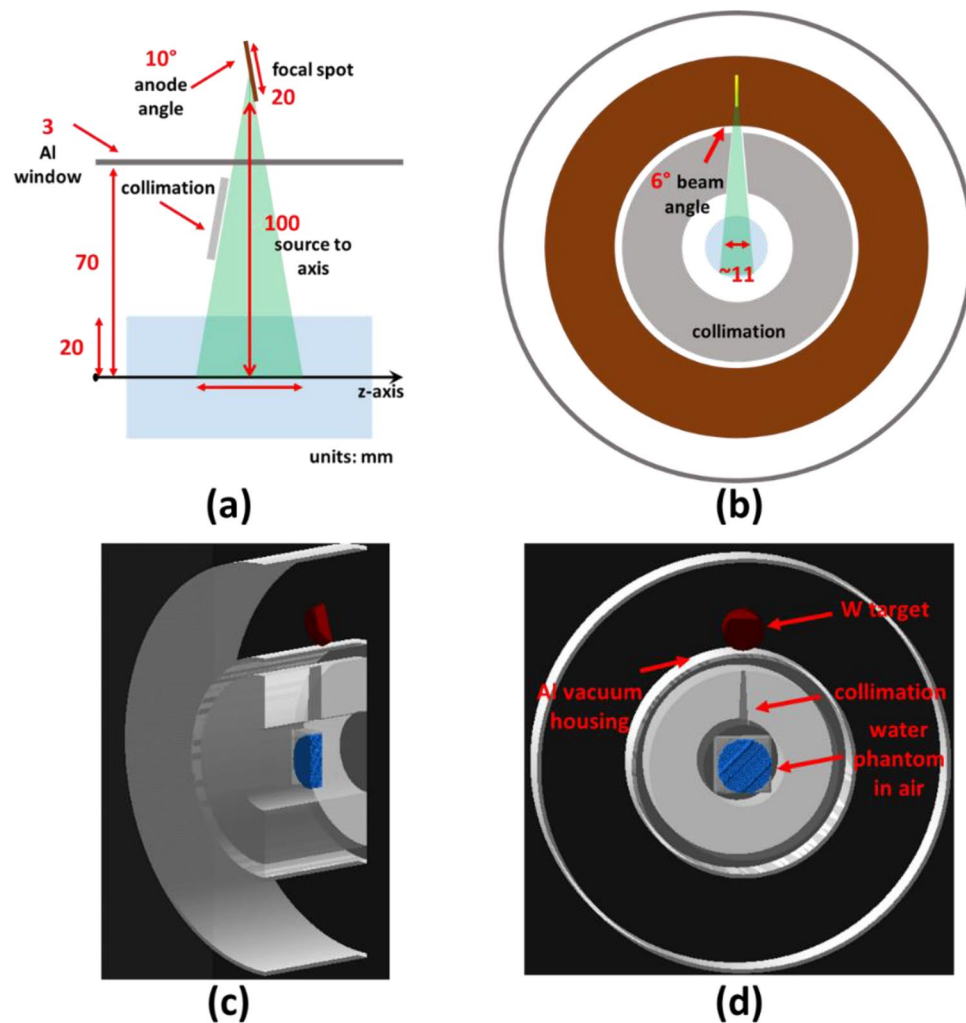 10°
anode
angle
focal spot
20
3
Al
window
collimation
100
source to
axis
70
20
z-axis
units: mm
(a)
6° beam
angle
~11
collimation
(b)
(c)
W target
Al vacuum
housing
collimation
water
phantom
in air
(d)